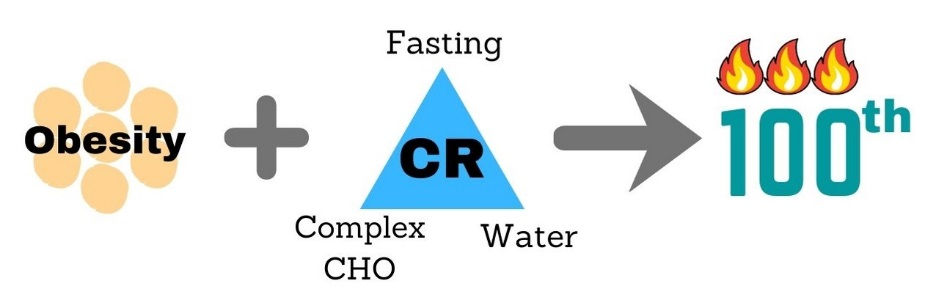 Fasting
Obesity
CR
Complex
CHO
Water
100th